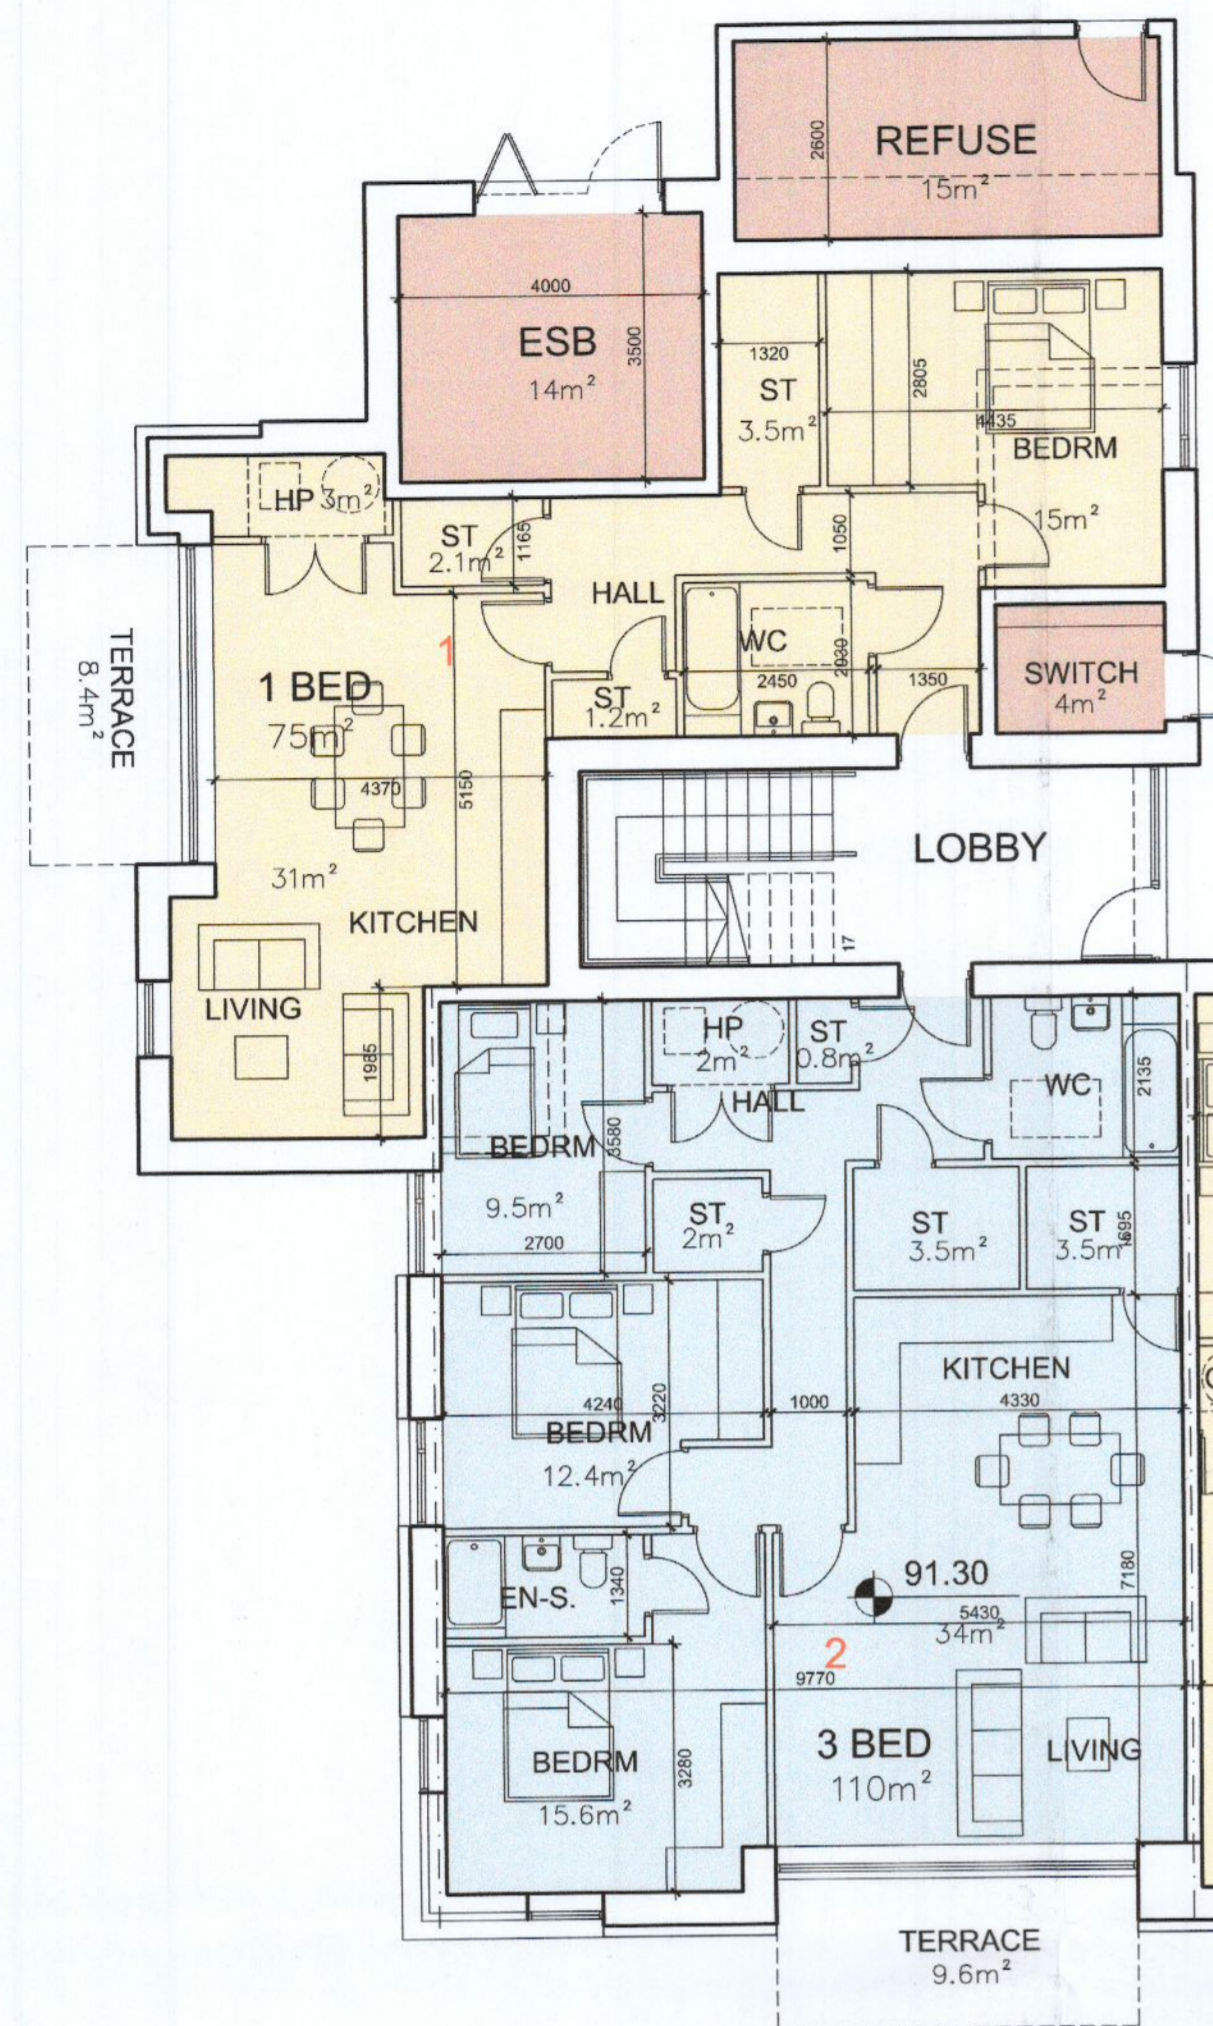 REFUSE
2600
15m²
4000
ESB
3500
14m²
1320
ST
3.5m²
2805
4435
BEDRM
15m²
HP 3m²
ST
2.1m²
1165
1050
HALL
WC
2030
2450
1350
SWITCH
4m²
ST
1.2m²
TERRACE
8.4m²
1
1 BED
75m²
4370
5150
31m²
KITCHEN
LIVING
1985
LOBBY
17
HP
2m²
ST
0.8m²
HALL
WC
2135
BEDRM
3580
9.5m²
2700
ST
2m²
ST
3.5m²
ST
3.5m²
1695
KITCHEN
4240
3220
1000
4330
BEDRM
12.4m²
EN-S.
1340
91.30
7180
5430
34m²
2
9770
BEDRM
15.6m²
3280
3 BED
110m²
LIVING
TERRACE
9.6m²